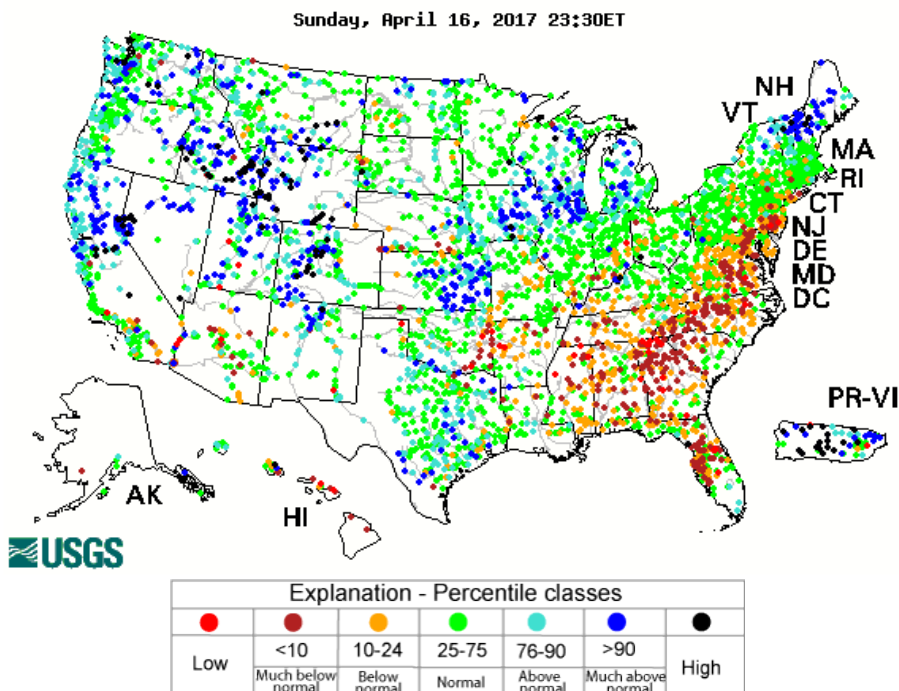 Sunday, April 16, 2017 23:30ET
NH
VT
MA
RI
CT
NJ
DE
MD
DC
PR-VI
AK
HI
USGS
Explanation - Percentile classes
<10 10-24 25-75 76-90 >90
Low High
Much below normal Below normal Normal Above normal Much above normal